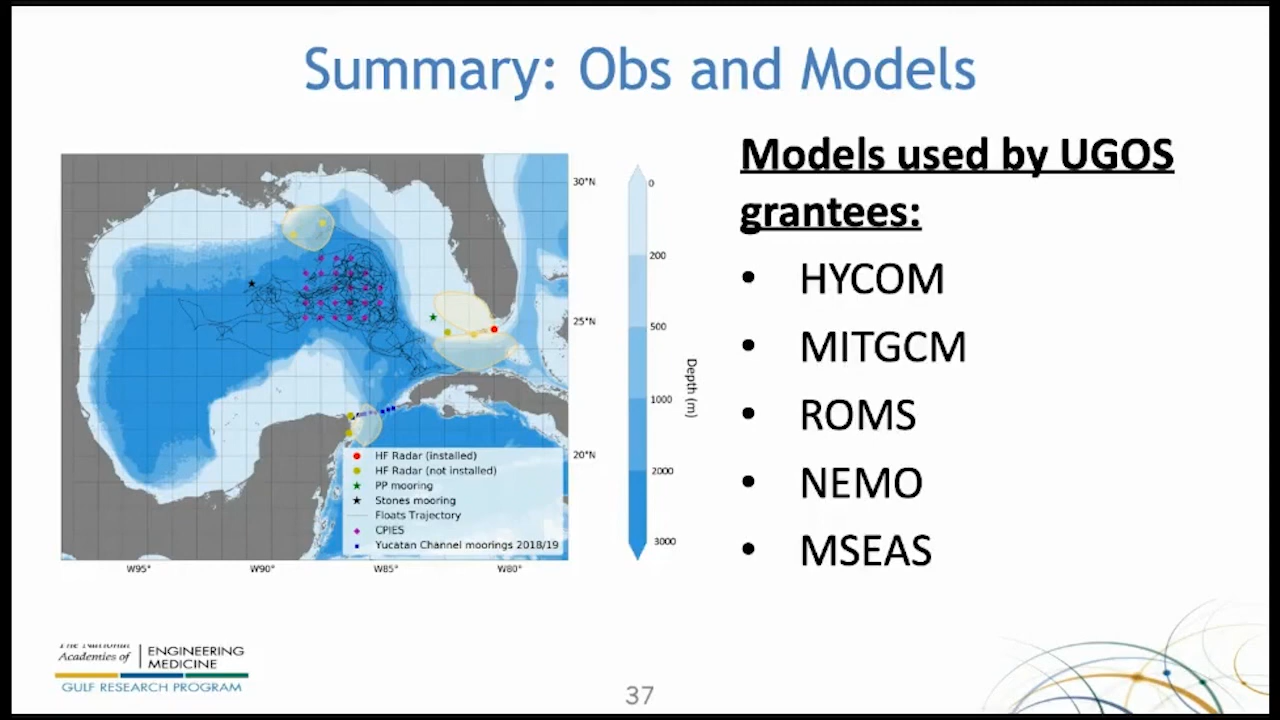 Summary: Obs and Models
Models used by UGOS
grantees:
• HYCOM
• MITGCM
• ROMS
• NEMO
• MSEAS
30°N
25°N
20°N
W95°
W90°
W85°
W80°
0
200
500
1000
2000
3000
Depth (m)
HF Radar (installed)
HF Radar (not installed)
PP mooring
Stones mooring
Floats Trajectory
CPIES
Yucatan Channel moorings 2018/19
The National
Academies of
ENGINEERING
MEDICINE
GULF RESEARCH PROGRAM
37